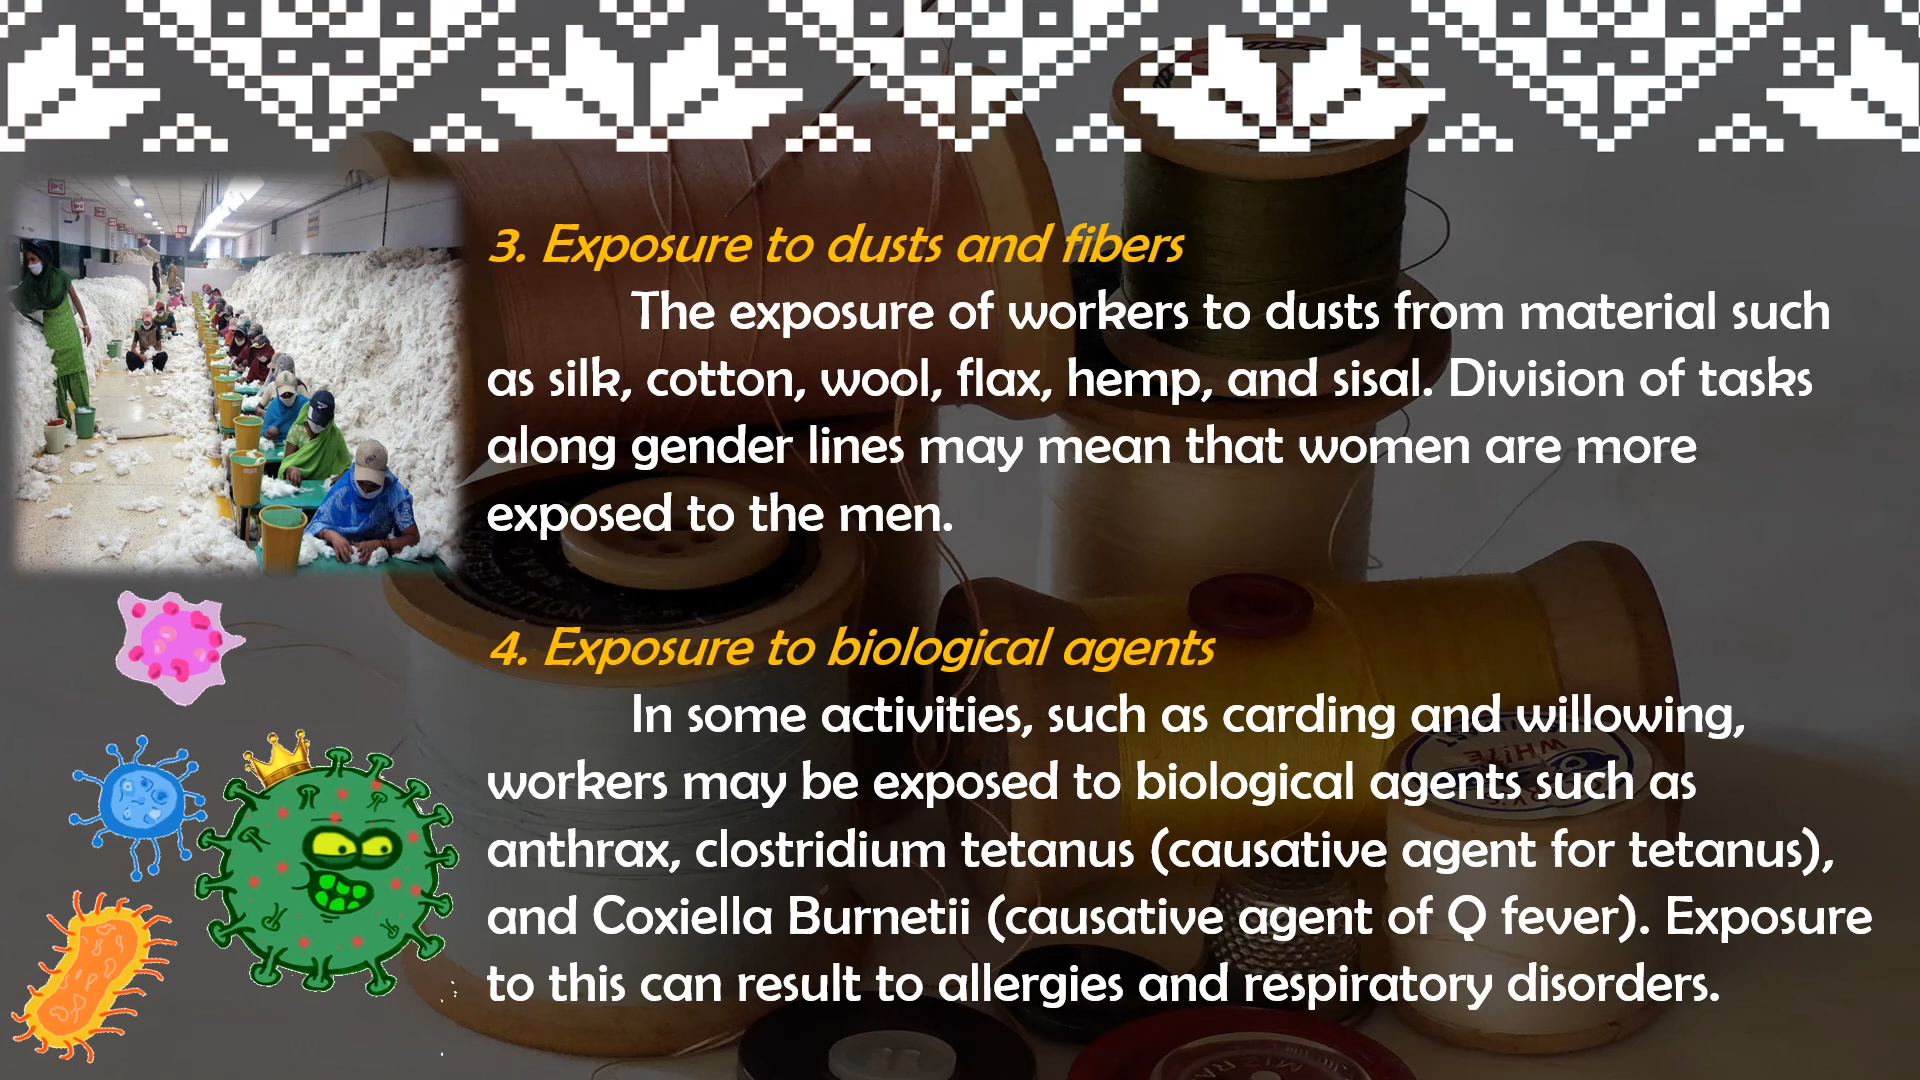 3. Exposure to dusts and fibers
The exposure of workers to dusts from material such
as silk, cotton, wool, flax, hemp, and sisal. Division of tasks
along gender lines may mean that women are more
exposed to the men.
4. Exposure to biological agents
In some activities, such as carding and willowing,
workers may be exposed to biological agents such as
anthrax, clostridium tetanus (causative agent for tetanus),
and Coxiella Burnetii (causative agent of Q fever). Exposure
to this can result to allergies and respiratory disorders.
WHITE